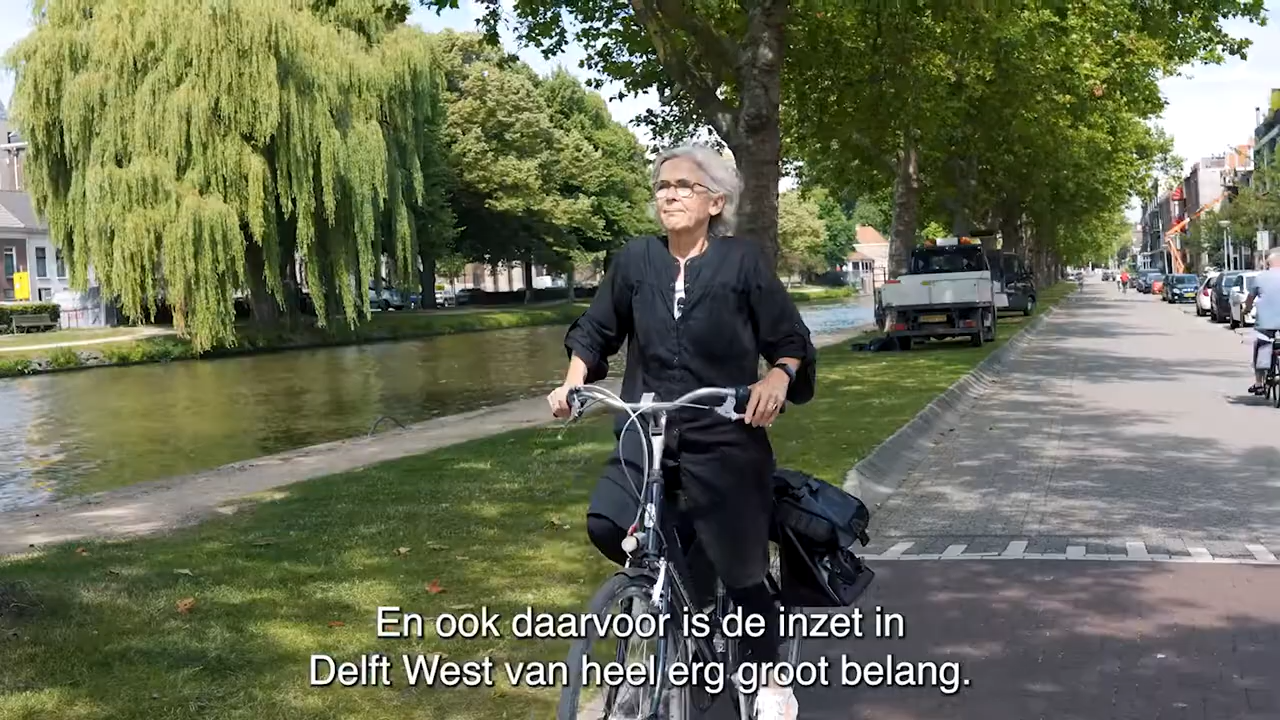 En ook daarvoor is de inzet in
Delft West van heel erg groot belang.